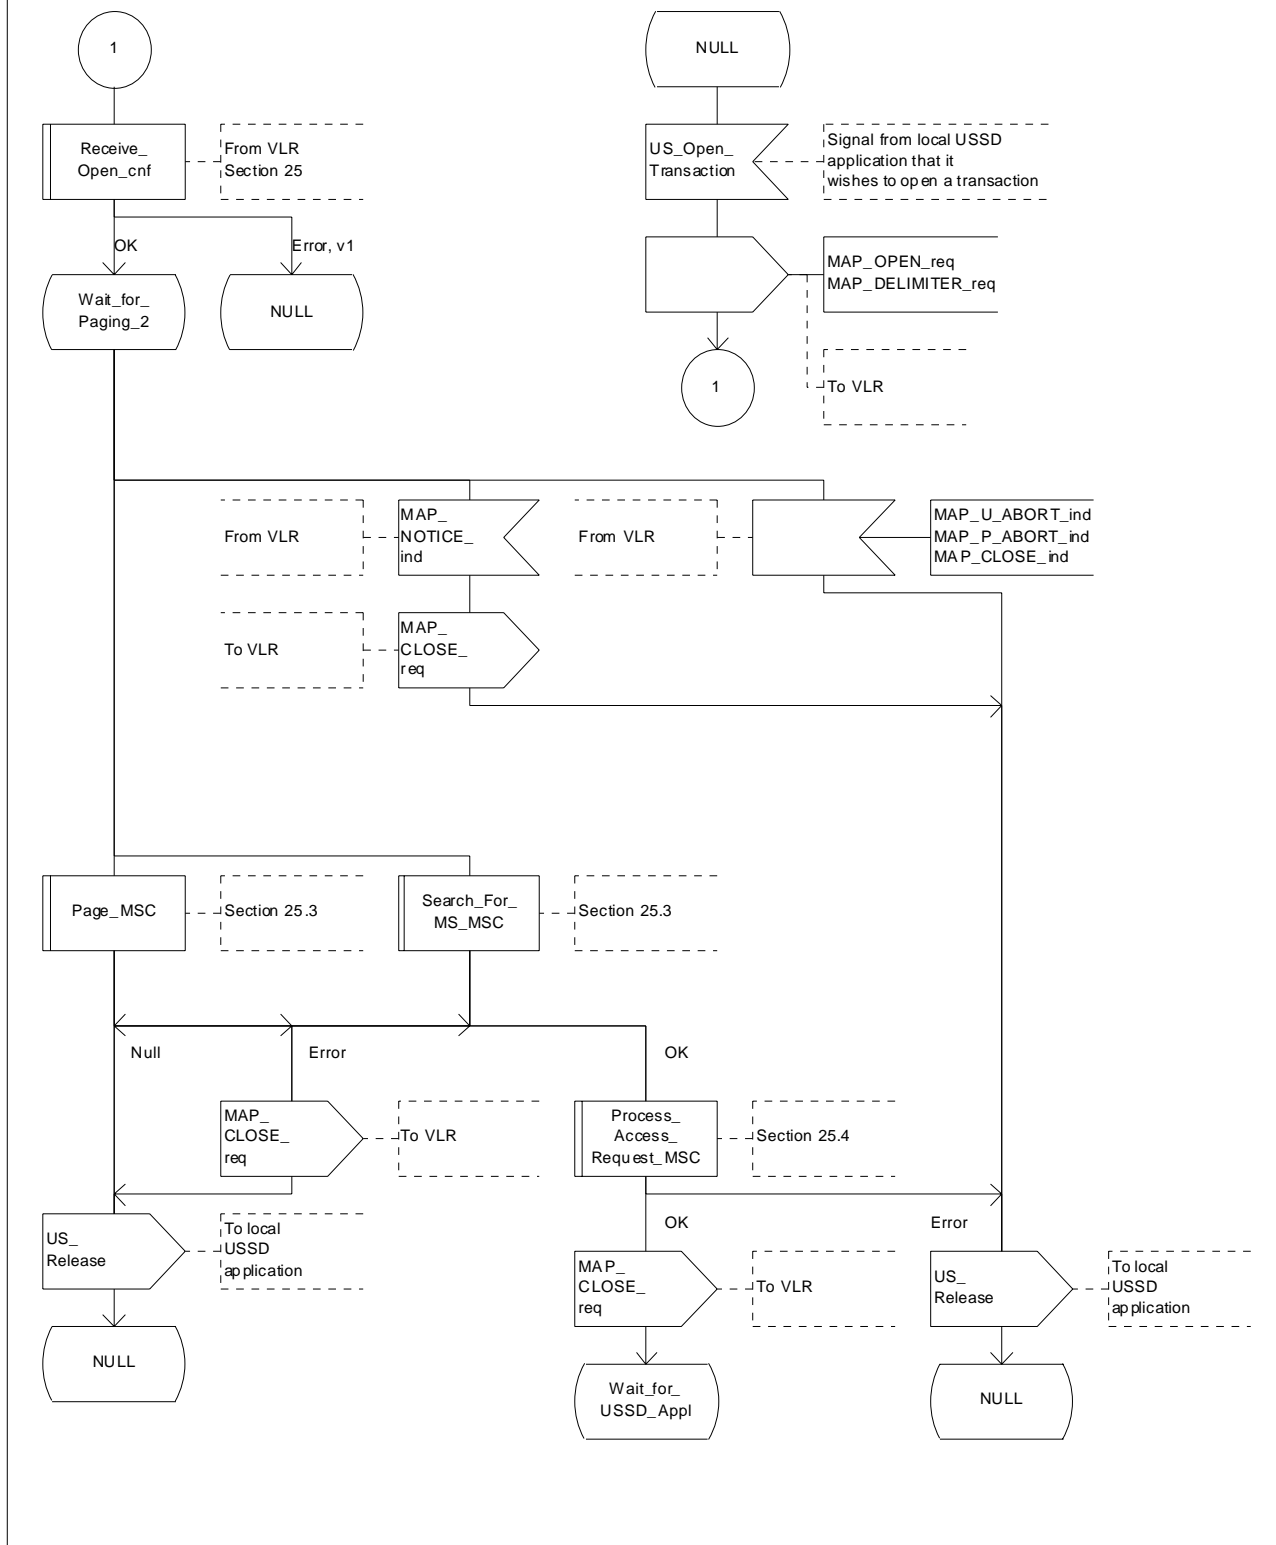 1
NULL
Receive_
Open_cnf
From VLR
Section 25
US_Open_
Transaction
Signal from local USSD
application that it
wishes to open a transaction
OK
Error, v1
MAP_OPEN_req
MAP_DELIMITER_req
Wait_for_
Paging_2
NULL
1
To VLR
From VLR
MAP_
NOTICE_
ind
From VLR
MAP_U_ABORT_ind
MAP_P_ABORT_ind
MAP_CLOSE_ind
To VLR
MAP_
CLOSE_
req
Page_MSC
Section 25.3
Search_For_
MS_MSC
Section 25.3
Null
Error
OK
MAP_
CLOSE_
req
To VLR
Process_
Access_
Request_MSC
Section 25.4
US_
Release
To local
USSD
application
OK
Error
MAP_
CLOSE_
req
To VLR
US_
Release
To local
USSD
application
NULL
Wait_for_
USSD_Appl
NULL